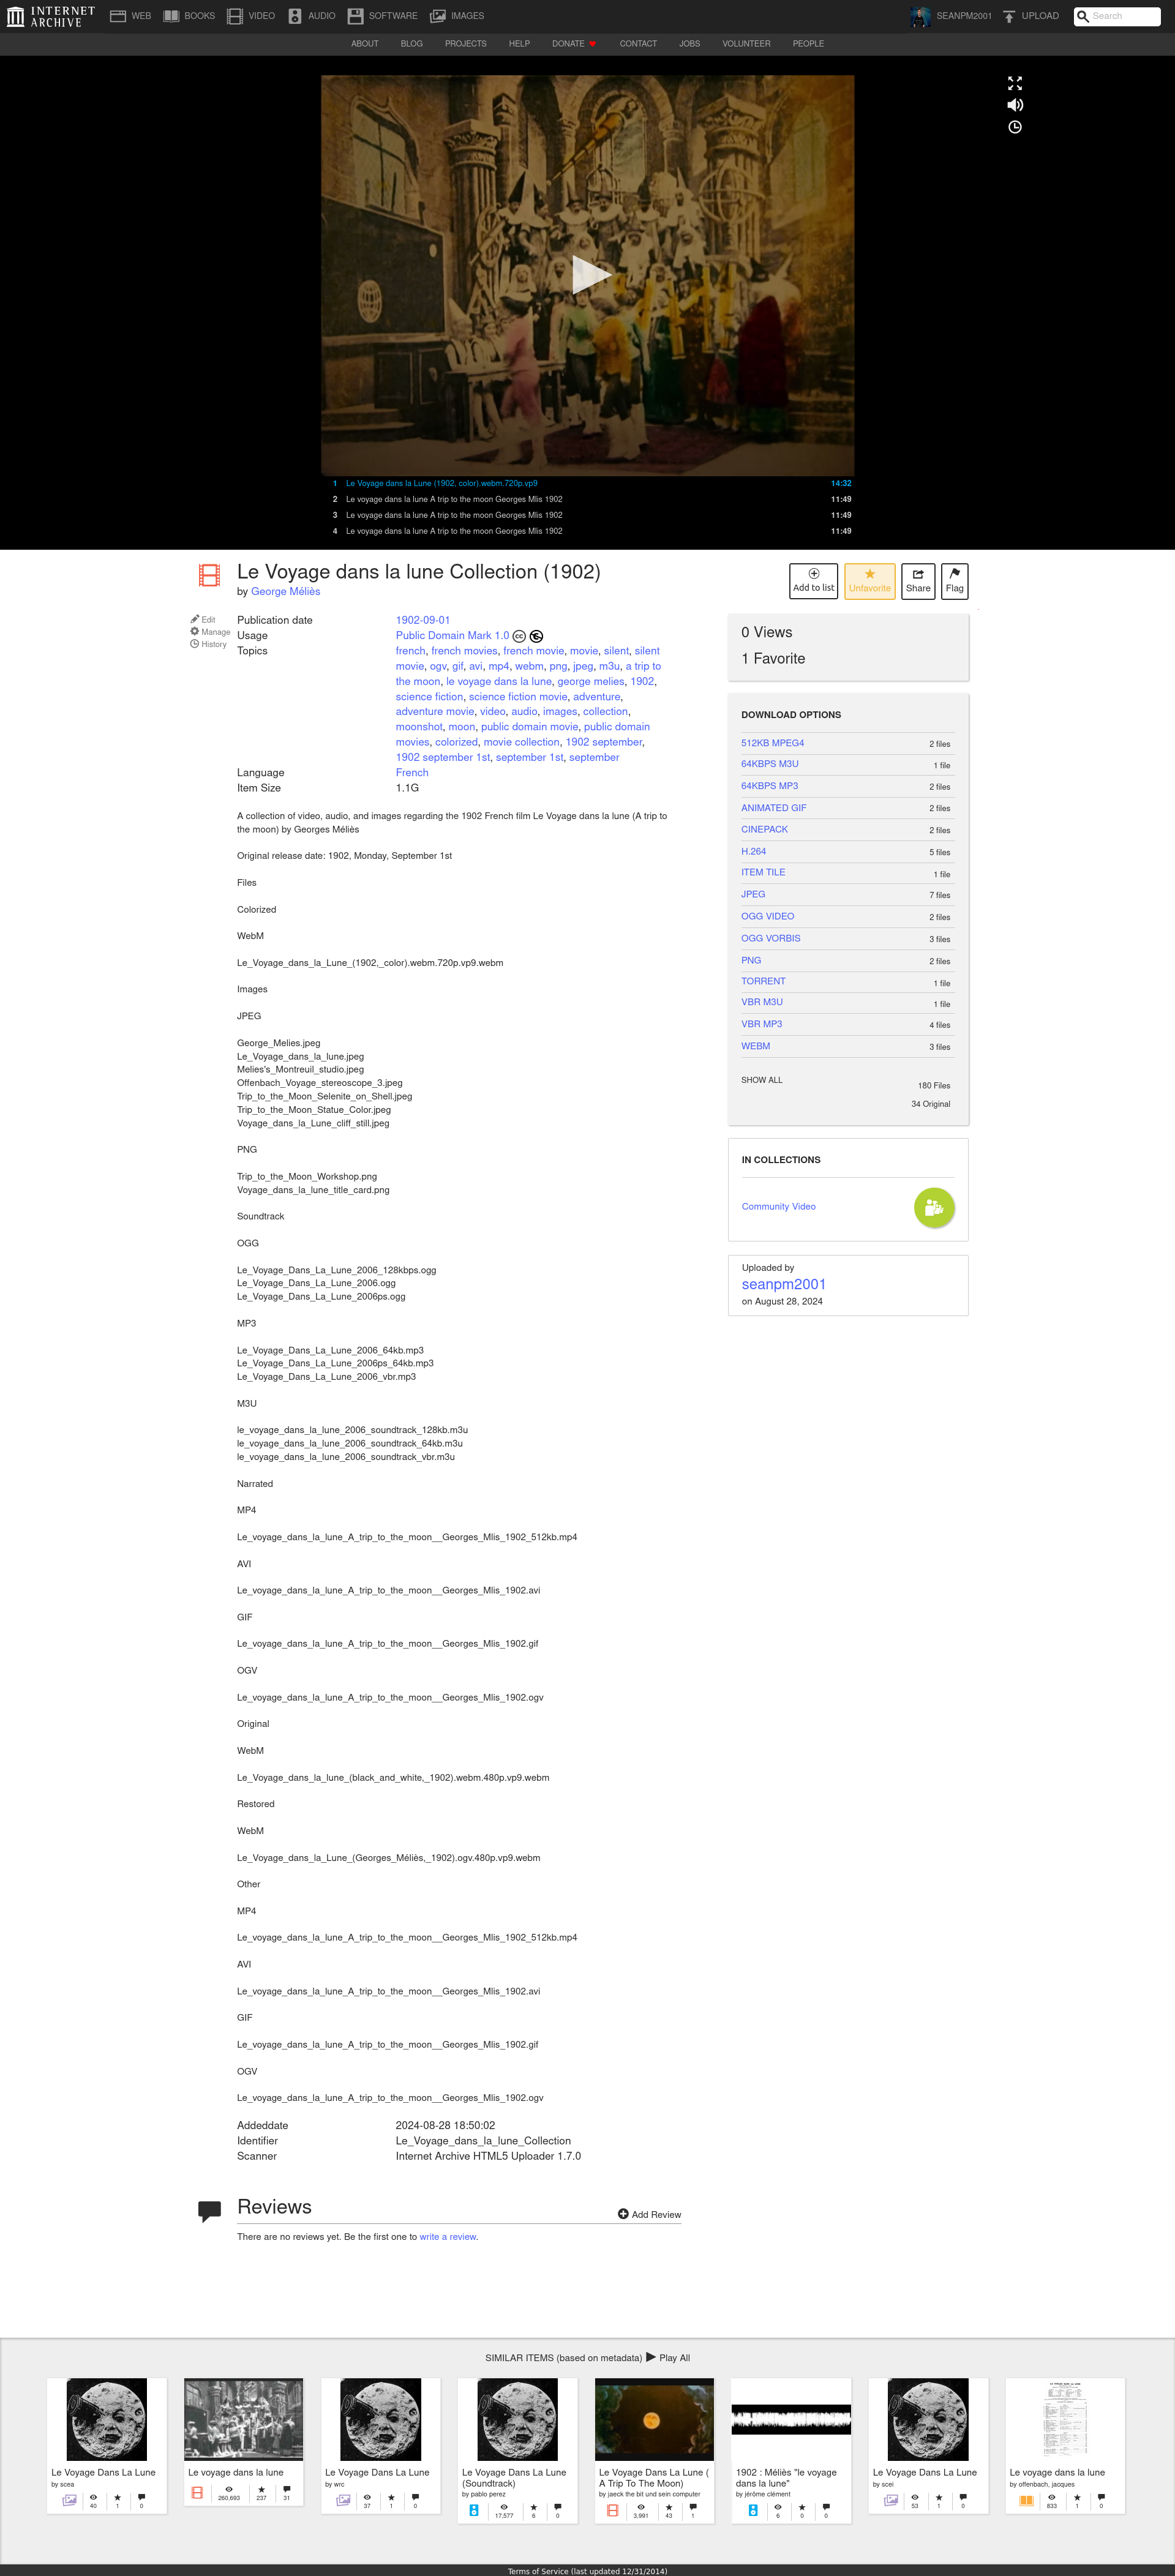 INTERNET ARCHIVE WEB BOOKS VIDEO AUDIO SOFTWARE IMAGES SEANPM2001 UPLOAD Search
ABOUT BLOG PROJECTS HELP DONATE CONTACT JOBS VOLUNTEER PEOPLE
1 Le Voyage dans la Lune (1902, color).webm.720p.vp9 14:32
2 Le voyage dans la lune A trip to the moon Georges Mlis 1902 11:49
3 Le voyage dans la lune A trip to the moon Georges Mlis 1902 11:49
4 Le voyage dans la lune A trip to the moon Georges Mlis 1902 11:49
Le Voyage dans la lune Collection (1902)
by George Méliès
Add to list Unfavorite Share Flag
Edit
Manage
History
Publication date 1902-09-01
Usage Public Domain Mark 1.0
Topics french, french movies, french movie, movie, silent, silent
movie, ogv, gif, avi, mp4, webm, png, jpeg, m3u, a trip to
the moon, le voyage dans la lune, george melies, 1902,
science fiction, science fiction movie, adventure,
adventure movie, video, audio, images, collection,
moonshot, moon, public domain movie, public domain
movies, colorized, movie collection, 1902 september,
1902 september 1st, september 1st, september
Language French
Item Size 1.1G
A collection of video, audio, and images regarding the 1902 French film Le Voyage dans la lune (A trip to
the moon) by Georges Méliès
Original release date: 1902, Monday, September 1st
Files
Colorized
WebM
Le_Voyage_dans_la_Lune_(1902,_color).webm.720p.vp9.webm
Images
JPEG
George_Melies.jpeg
Le_Voyage_dans_la_lune.jpeg
Melies's_Montreuil_studio.jpeg
Offenbach_Voyage_stereoscope_3.jpeg
Trip_to_the_Moon_Selenite_on_Shell.jpeg
Trip_to_the_Moon_Statue_Color.jpeg
Voyage_dans_la_Lune_cliff_still.jpeg
PNG
Trip_to_the_Moon_Workshop.png
Voyage_dans_la_lune_title_card.png
Soundtrack
OGG
Le_Voyage_Dans_La_Lune_2006_128kbps.ogg
Le_Voyage_Dans_La_Lune_2006.ogg
Le_Voyage_Dans_La_Lune_2006ps.ogg
MP3
Le_Voyage_Dans_La_Lune_2006_64kb.mp3
Le_Voyage_Dans_La_Lune_2006ps_64kb.mp3
Le_Voyage_Dans_La_Lune_2006_vbr.mp3
M3U
le_voyage_dans_la_lune_2006_soundtrack_128kb.m3u
le_voyage_dans_la_lune_2006_soundtrack_64kb.m3u
le_voyage_dans_la_lune_2006_soundtrack_vbr.m3u
Narrated
MP4
Le_voyage_dans_la_lune_A_trip_to_the_moon__Georges_Mlis_1902_512kb.mp4
AVI
Le_voyage_dans_la_lune_A_trip_to_the_moon__Georges_Mlis_1902.avi
GIF
Le_voyage_dans_la_lune_A_trip_to_the_moon__Georges_Mlis_1902.gif
OGV
Le_voyage_dans_la_lune_A_trip_to_the_moon__Georges_Mlis_1902.ogv
Original
WebM
Le_Voyage_dans_la_lune_(black_and_white,_1902).webm.480p.vp9.webm
Restored
WebM
Le_Voyage_dans_la_Lune_(Georges_Méliès,_1902).ogv.480p.vp9.webm
Other
MP4
Le_voyage_dans_la_lune_A_trip_to_the_moon__Georges_Mlis_1902_512kb.mp4
AVI
Le_voyage_dans_la_lune_A_trip_to_the_moon__Georges_Mlis_1902.avi
GIF
Le_voyage_dans_la_lune_A_trip_to_the_moon__Georges_Mlis_1902.gif
OGV
Le_voyage_dans_la_lune_A_trip_to_the_moon__Georges_Mlis_1902.ogv
Addeddate 2024-08-28 18:50:02
Identifier Le_Voyage_dans_la_lune_Collection
Scanner Internet Archive HTML5 Uploader 1.7.0
0 Views
1 Favorite
DOWNLOAD OPTIONS
512KB MPEG4 2 files
64KBPS M3U 1 file
64KBPS MP3 2 files
ANIMATED GIF 2 files
CINEPACK 2 files
H.264 5 files
ITEM TILE 1 file
JPEG 7 files
OGG VIDEO 2 files
OGG VORBIS 3 files
PNG 2 files
TORRENT 1 file
VBR M3U 1 file
VBR MP3 4 files
WEBM 3 files
SHOW ALL 180 Files
34 Original
IN COLLECTIONS
Community Video
Uploaded by
seanpm2001
on August 28, 2024
Reviews
Add Review
There are no reviews yet. Be the first one to write a review.
SIMILAR ITEMS (based on metadata) Play All
Le Voyage Dans La Lune
by scea
40 1 0
Le voyage dans la lune
260,693 237 31
Le Voyage Dans La Lune
by wrc
37 1 0
Le Voyage Dans La Lune
(Soundtrack)
by pablo perez
17,577 6 0
Le Voyage Dans La Lune (
A Trip To The Moon)
by jaeck the bit und sein computer
3,991 43 1
1902 : Méliès "le voyage
dans la lune"
by jérôme clément
6 0 0
Le Voyage Dans La Lune
by scei
53 1 0
Le voyage dans la lune
by offenbach, jacques
833 1 0
Terms of Service (last updated 12/31/2014)